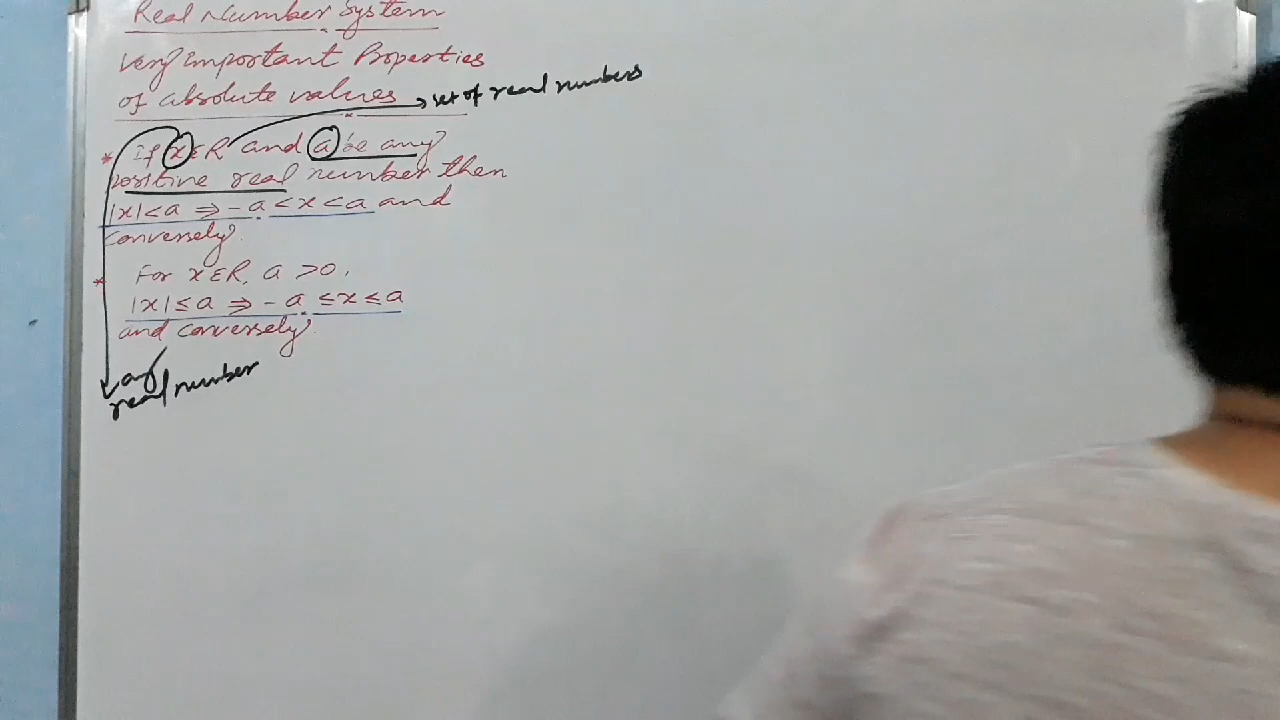 Real Number System
Very important Properties
of absolute values
set of real numbers
* If x∈R and a be any
positive real number then
|x|<a ⇒ -a <x<a and
conversely.
* For x∈R, a >0,
|x|≤a ⇒ -a ≤x≤a
and conversely.
any
real number